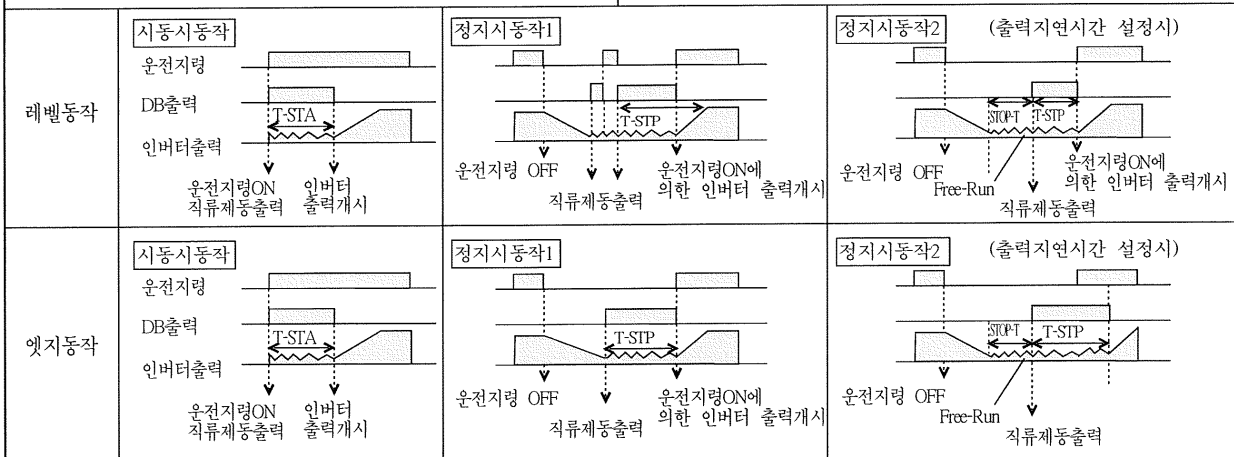 레벨동작
시동시동작
운전지령
DB출력
T-STA
인버터출력
운전지령ON
직류제동출력
인버터
출력개시
정지시동작1
T-STP
운전지령 OFF
직류제동출력
운전지령ON에
의한 인버터 출력개시
정지시동작2
(출력지연시간 설정시)
STOP-T
T-STP
운전지령 OFF
Free-Run
직류제동출력
운전지령ON에
의한 인버터 출력개시
엣지동작
시동시동작
운전지령
DB출력
T-STA
인버터출력
운전지령ON
직류제동출력
인버터
출력개시
정지시동작1
T-STP
운전지령 OFF
직류제동출력
운전지령ON에
의한 인버터 출력개시
정지시동작2
(출력지연시간 설정시)
STOP-T
T-STP
운전지령 OFF
Free-Run
직류제동출력